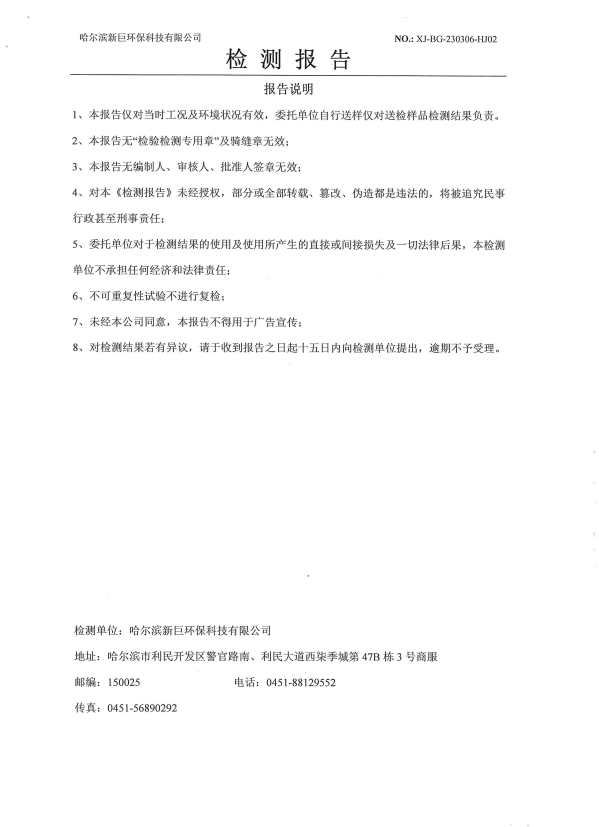 哈尔滨新巨环保科技有限公司 NO.: XJ-BG-230306-HJ02
检测报告
报告说明
1、本报告仅对当时工况及环境状况有效，委托单位自行送样仅对送检样品检测结果负责。
2、本报告无“检验检测专用章”及骑缝章无效；
3、本报告无编制人、审核人、批准人签章无效；
4、对本《检测报告》未经授权，部分或全部转载、篡改、伪造都是违法的，将被追究民事
行政甚至刑事责任；
5、委托单位对于检测结果的使用及使用所产生的直接或间接损失及一切法律后果，本检测
单位不承担任何经济和法律责任；
6、不可重复性试验不进行复检；
7、未经本公司同意，本报告不得用于广告宣传；
8、对检测结果若有异议，请于收到报告之日起十五日内向检测单位提出，逾期不予受理。
检测单位：哈尔滨新巨环保科技有限公司
地址：哈尔滨市利民开发区警官路南、利民大道西柒季城第 47B 栋 3 号商服
邮编：150025 电话：0451-88129552
传真：0451-56890292